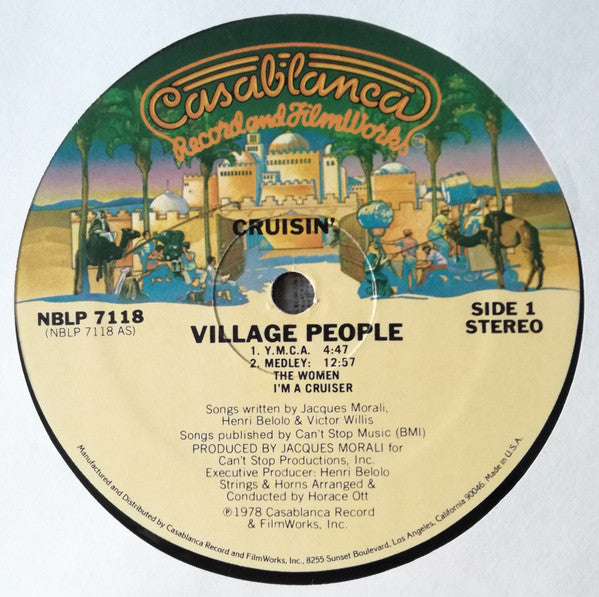 Casablanca
Record and FilmWorks
CRUISIN'
NBLP 7118
(NBLP 7118 AS)
SIDE 1
STEREO
VILLAGE PEOPLE
1. Y.M.C.A. 4:47
2. MEDLEY: 12:57
THE WOMEN
I'M A CRUISER
Songs written by Jacques Morali,
Henri Belolo & Victor Willis
Songs published by Can't Stop Music (BMI)
PRODUCED BY JACQUES MORALI for
Can't Stop Productions, Inc.
Executive Producer: Henri Belolo
Strings & Horns Arranged &
Conducted by Horace Ott
℗1978 Casablanca Record
& FilmWorks, Inc.
Manufactured and Distributed by Casablanca Record and FilmWorks, Inc., 8255 Sunset Boulevard, Los Angeles, California 90046. Made in U.S.A.